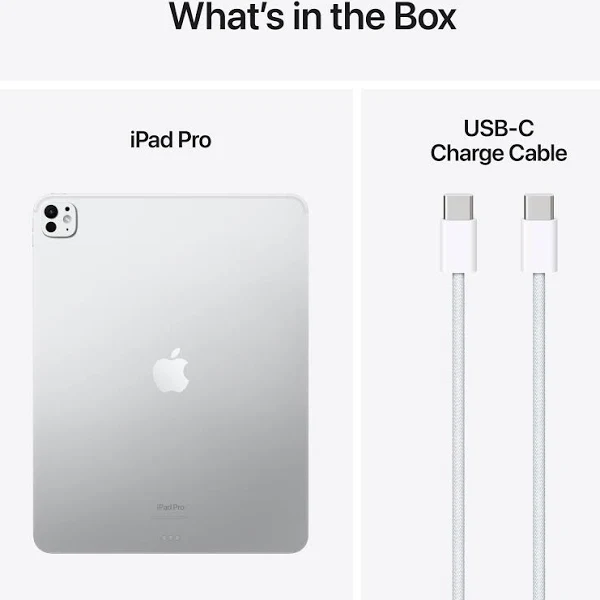 What's in the Box
iPad Pro
USB-C
Charge Cable
iPad Pro